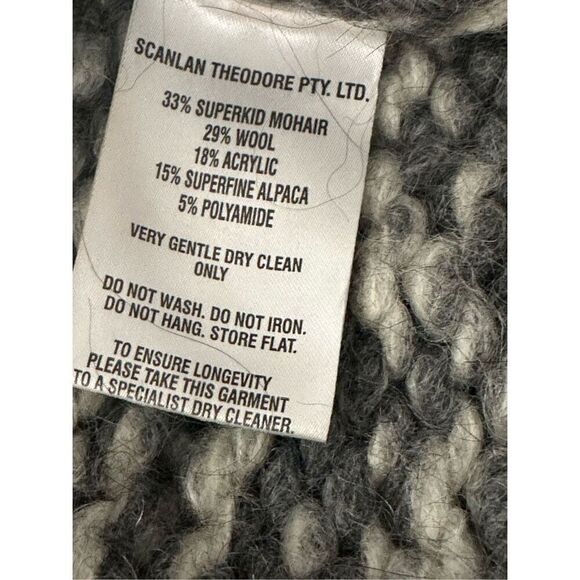 SCANLAN THEODORE PTY. LTD.
33% SUPERKID MOHAIR
29% WOOL
18% ACRYLIC
15% SUPERFINE ALPACA
5% POLYAMIDE
VERY GENTLE DRY CLEAN
ONLY
DO NOT WASH. DO NOT IRON.
DO NOT HANG. STORE FLAT.
TO ENSURE LONGEVITY
PLEASE TAKE THIS GARMENT
TO A SPECIALIST DRY CLEANER.